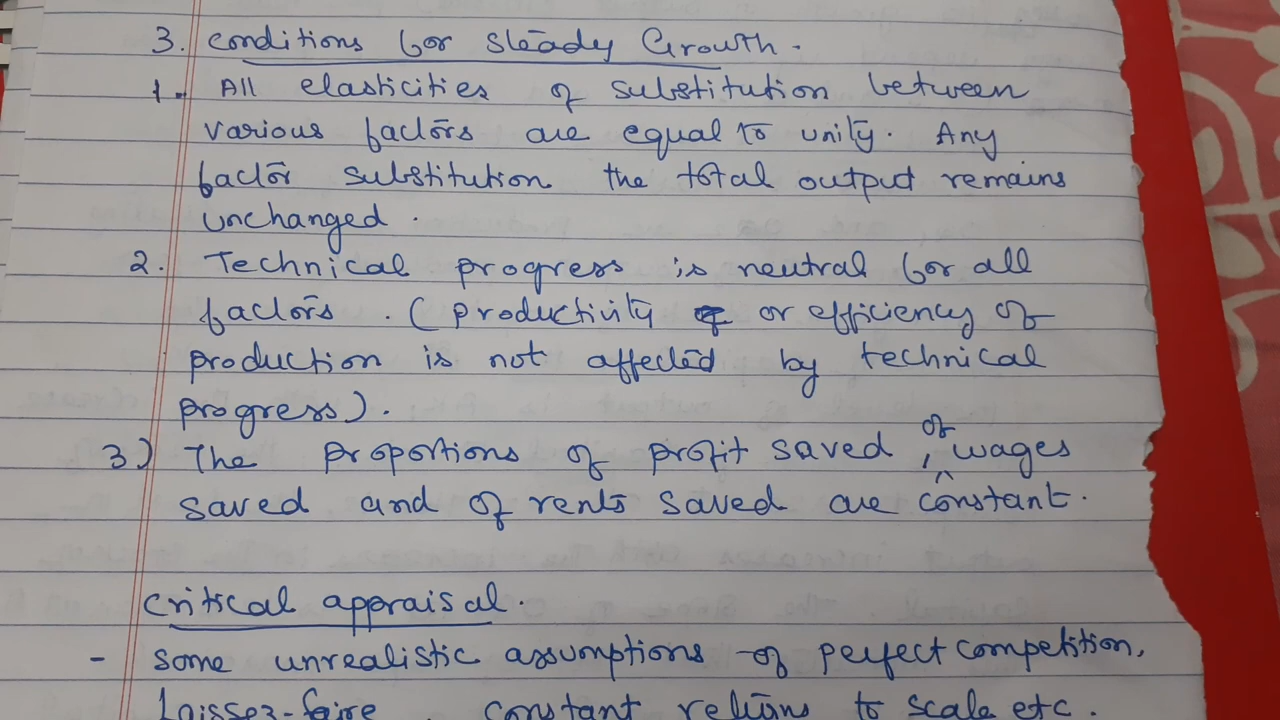 3. Conditions for Steady Growth.
1. All elasticities of substitution between
various factors are equal to unity. Any
factor substitution the total output remains
unchanged.
2. Technical progress is neutral for all
factors. (productivity or efficiency of
production is not affected by technical
progress).
3) The proportions of profit saved, of wages
saved and of rents saved are constant.
Critical appraisal.
- some unrealistic assumptions of perfect competition,
Laissez-faire, constant returns to scale etc.